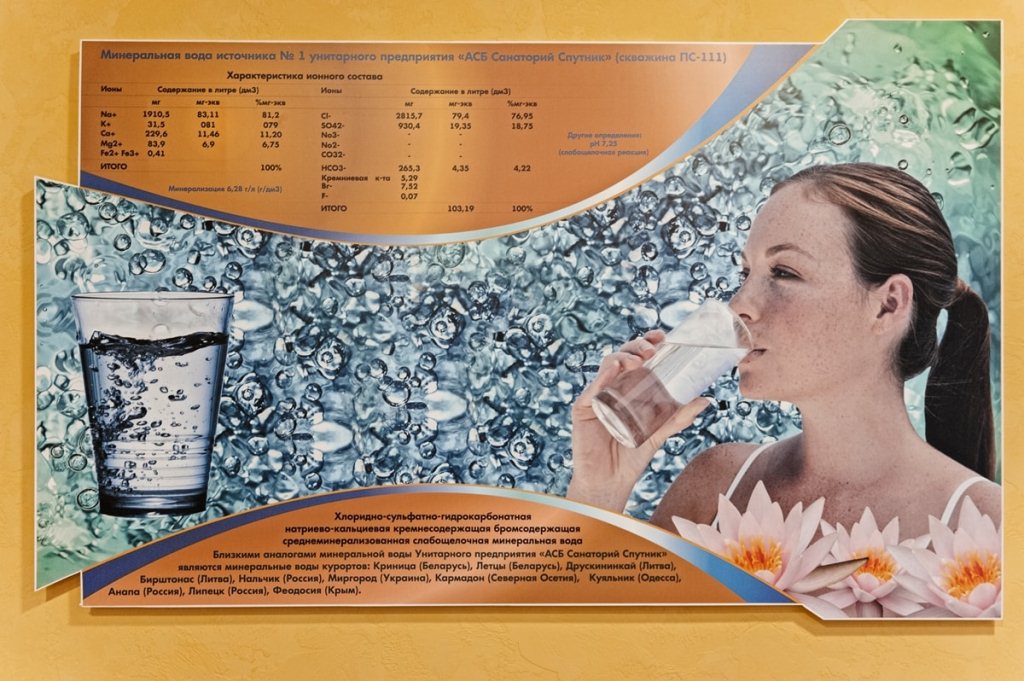 Минеральная вода источника № 1 унитарного предприятия «АСБ Санаторий Спутник» (скважина ПС-111)
Характеристика ионного состава
Ионы Содержание в литре (дм3)
мг мг-экв %мг-экв
Na+ 1910,5 83,11 81,2
K+ 31,5 081 079
Ca+ 229,6 11,46 11,20
Mg2+ 83,9 6,9 6,75
Fe2+ Fe3+ 0,41
ИТОГО 100%
Минерализация 6,28 г/л (г/дм3)
Ионы Содержание в литре (дм3)
мг мг-экв %мг-экв
Cl- 2815,7 79,4 76,95
SO42- 930,4 19,35 18,75
No3- - -
No2- - -
CO32- - -
HCO3- 265,3 4,35 4,22
Кремниевая к-та 5,29
Br- 7,52
F- 0,07
ИТОГО 103,19 100%
Другие определения:
pH 7,25
(слабощелочная реакция)
Хлоридно-сульфатно-гидрокарбонатная
натриево-кальциевая кремнесодержащая бромсодержащая
среднеминерализованная слабощелочная минеральная вода
Близкими аналогами минеральной воды Унитарного предприятия «АСБ Санаторий Спутник»
являются минеральные воды курортов: Криница (Беларусь), Летцы (Беларусь), Друскининкай (Литва),
Бирштонас (Литва), Нальчик (Россия), Миргород (Украина), Кармадон (Северная Осетия), Куяльник (Одесса),
Анапа (Россия), Липецк (Россия), Феодосия (Крым).